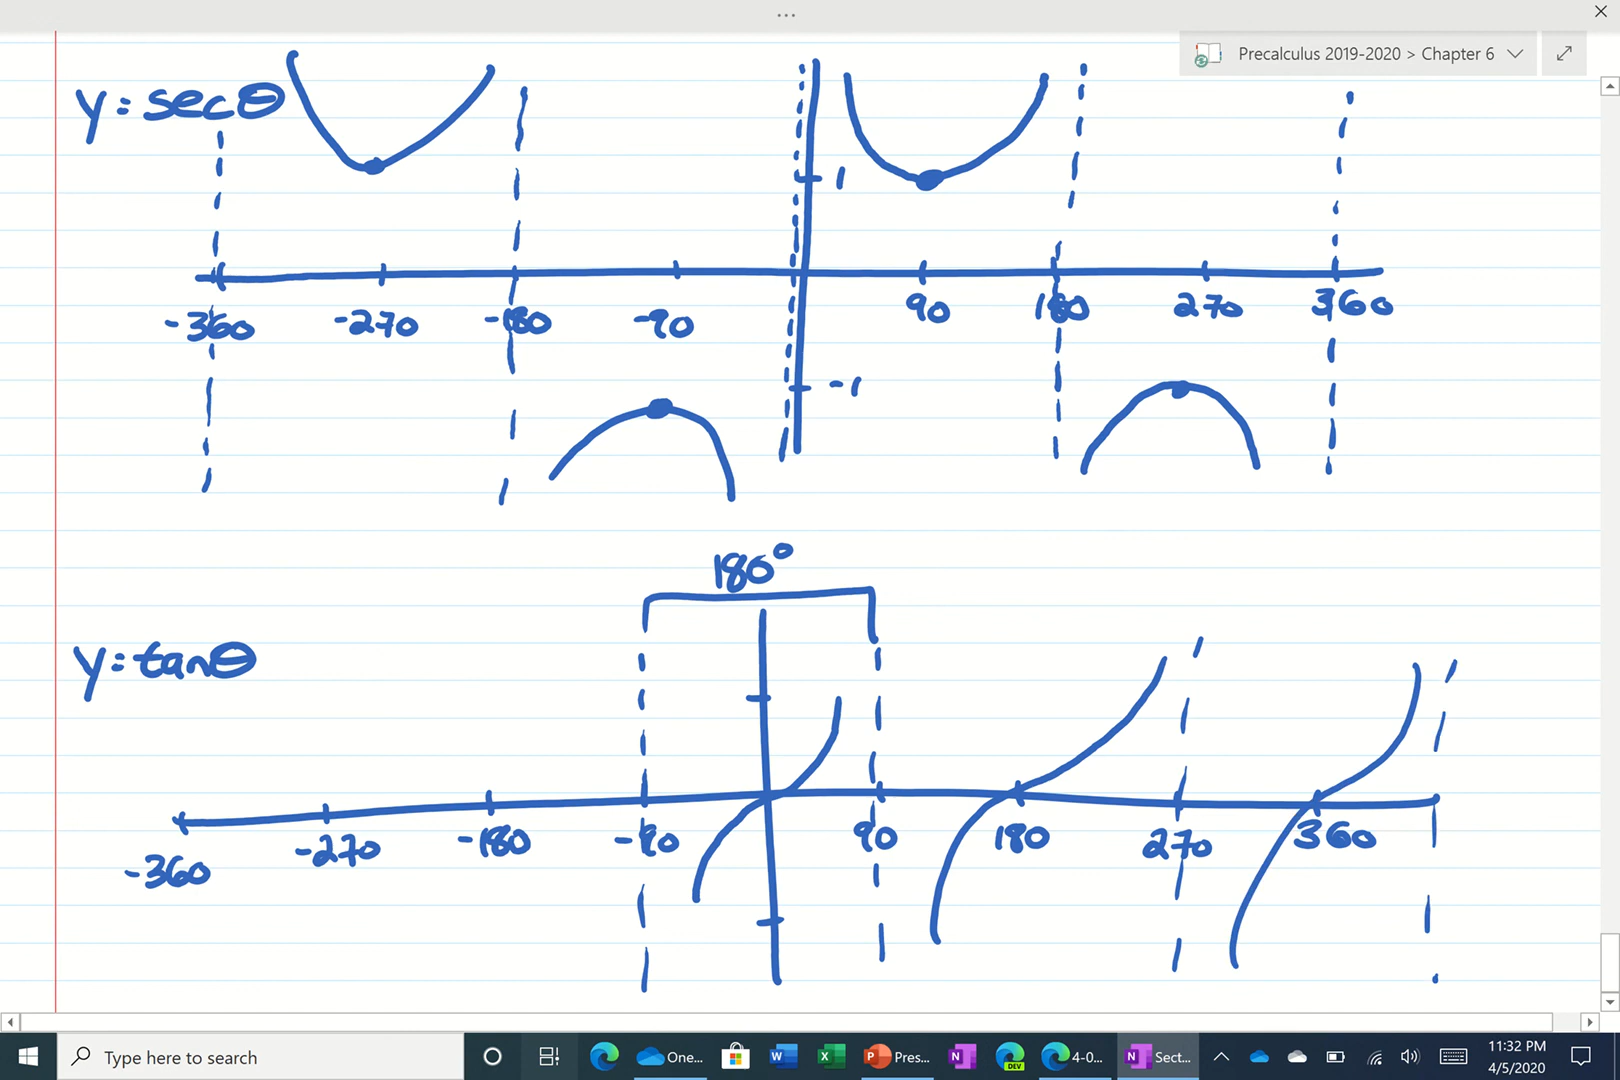 Precalculus 2019-2020 > Chapter 6
y = secθ
1
-360 -270 -180 -90 90 180 270 360
-1
180°
y = tanθ
-360 -270 -180 -90 90 180 270 360
Type here to search
One...
Pres...
DEV
4-0...
Sect...
11:32 PM
4/5/2020